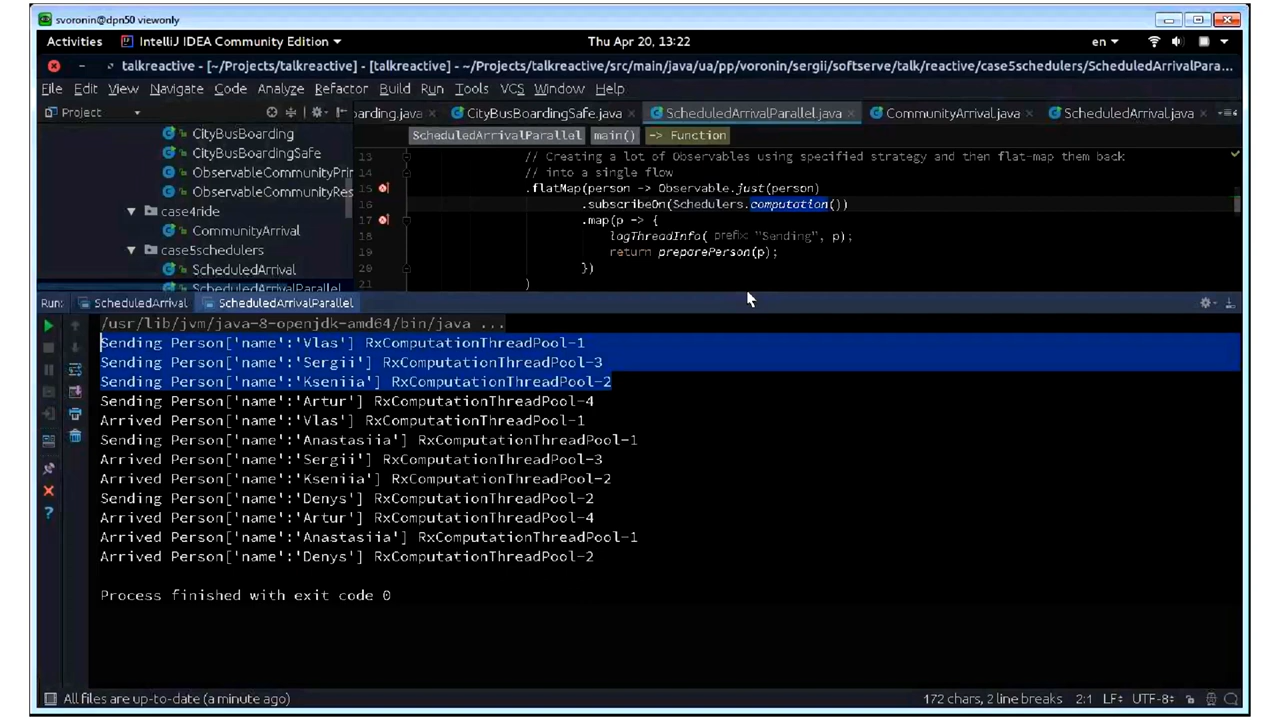 svoronin@dpn50 viewonly
Activities IntelliJ IDEA Community Edition Thu Apr 20, 13:22 en
talkreactive - [~/Projects/talkreactive] - [talkreactive] - ~/Projects/talkreactive/src/main/java/ua/pp/voronin/sergii/softserve/talk/reactive/case5schedulers/ScheduledArrivalPara...
File Edit View Navigate Code Analyze Refactor Build Run Tools VCS Window Help
Project arding.java CityBusBoardingSafe.java ScheduledArrivalParallel.java CommunityArrival.java ScheduledArrival.java
ScheduledArrivalParallel main() -> Function
CityBusBoarding
CityBusBoardingSafe
ObservableCommunityPri
ObservableCommunityRes
case4ride
CommunityArrival
case5schedulers
ScheduledArrival
ScheduledArrivalParallel
13 // Creating a lot of Observables using specified strategy and then flat-map them back
14 // into a single flow
15 .flatMap(person -> Observable.just(person)
16 .subscribeOn(Schedulers.computation())
17 .map(p -> {
18 logThreadInfo( prefix: "Sending", p);
19 return preparePerson(p);
20 })
21 )
Run: ScheduledArrival ScheduledArrivalParallel
/usr/lib/jvm/java-8-openjdk-amd64/bin/java ...
Sending Person['name':'Vlas'] RxComputationThreadPool-1
Sending Person['name':'Sergii'] RxComputationThreadPool-3
Sending Person['name':'Kseniia'] RxComputationThreadPool-2
Sending Person['name':'Artur'] RxComputationThreadPool-4
Arrived Person['name':'Vlas'] RxComputationThreadPool-1
Sending Person['name':'Anastasiia'] RxComputationThreadPool-1
Arrived Person['name':'Sergii'] RxComputationThreadPool-3
Arrived Person['name':'Kseniia'] RxComputationThreadPool-2
Sending Person['name':'Denys'] RxComputationThreadPool-2
Arrived Person['name':'Artur'] RxComputationThreadPool-4
Arrived Person['name':'Anastasiia'] RxComputationThreadPool-1
Arrived Person['name':'Denys'] RxComputationThreadPool-2
Process finished with exit code 0
All files are up-to-date (a minute ago) 172 chars, 2 line breaks 2:1 LF UTF-8